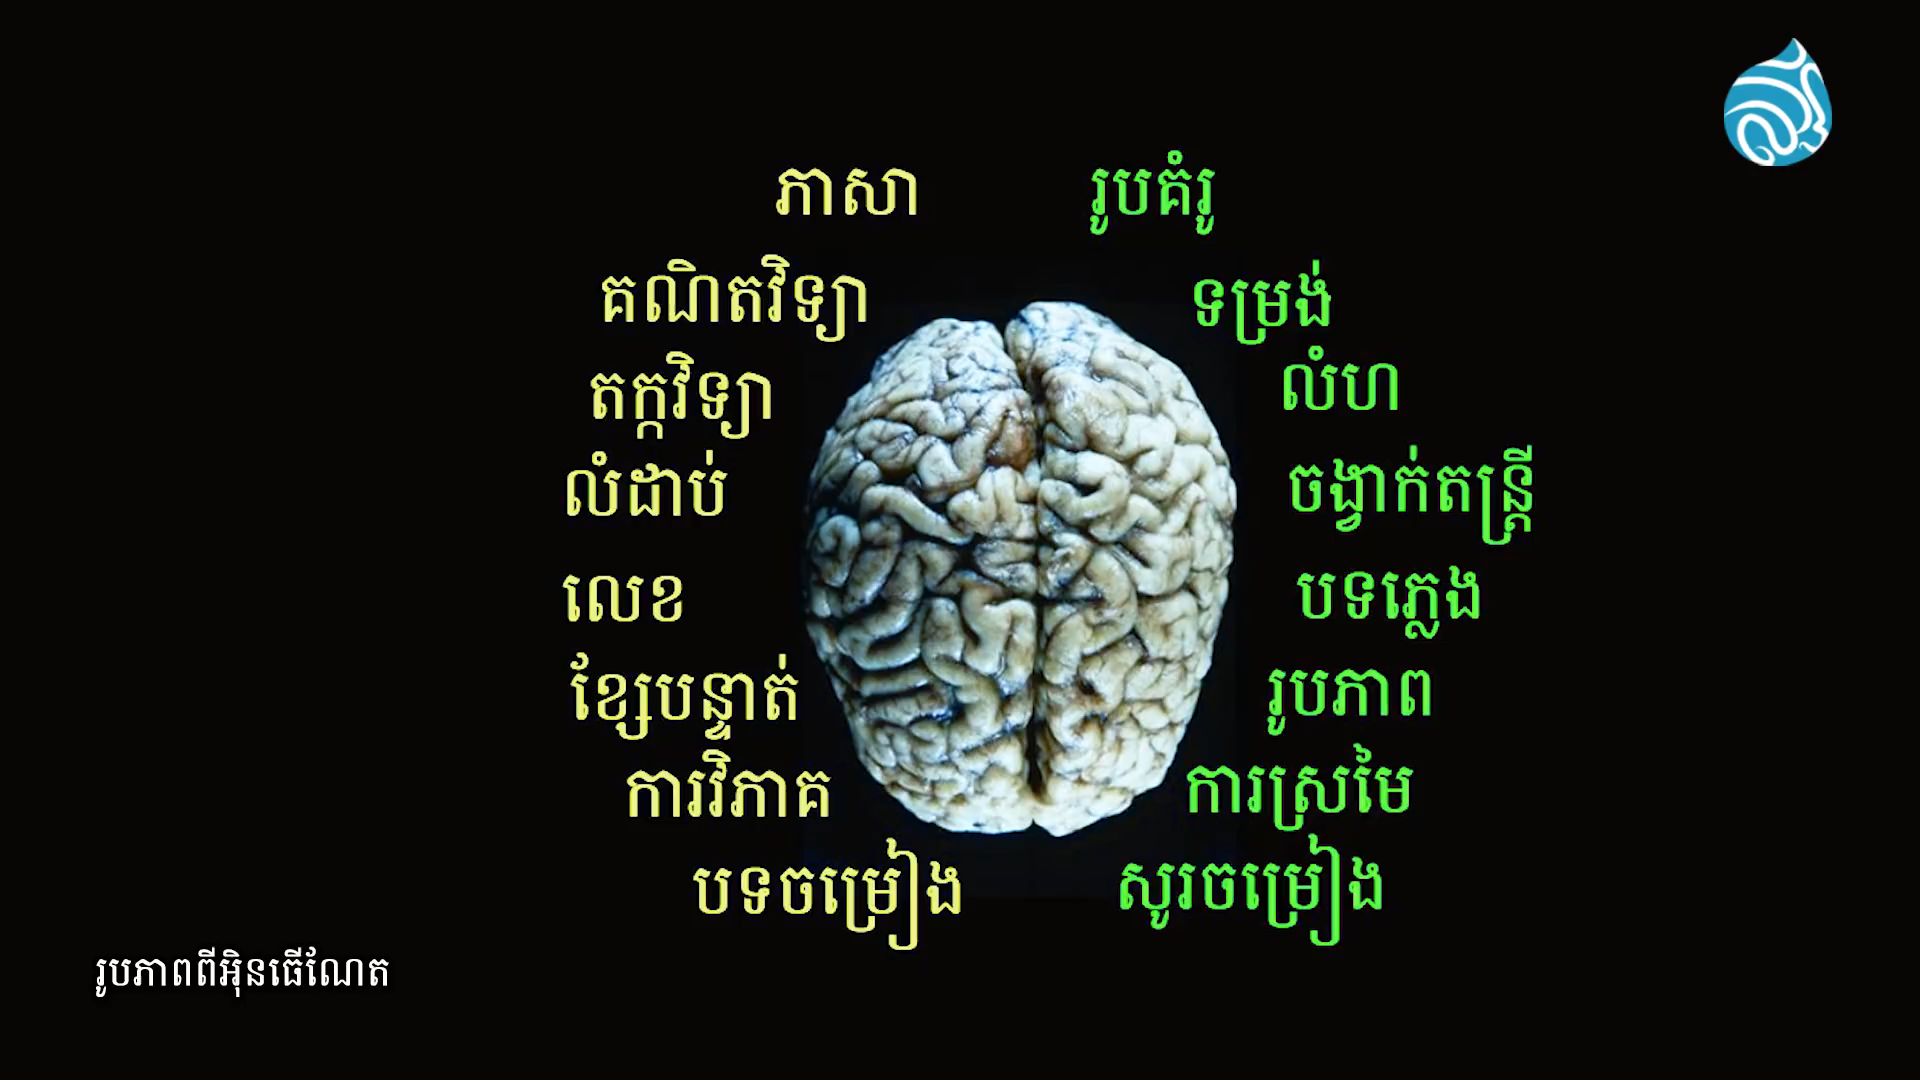 ភាសា
រូបគំរូ
គណិតវិទ្យា
ទម្រង់
តក្កវិទ្យា
លំហ
លំដាប់
ចង្វាក់តន្ត្រី
លេខ
បទភ្លេង
ខ្សែបន្ទាត់
រូបភាព
ការវិភាគ
ការស្រមៃ
បទចម្រៀង
សូរចម្រៀង
រូបភាពពីអ៊ិនធើណែត